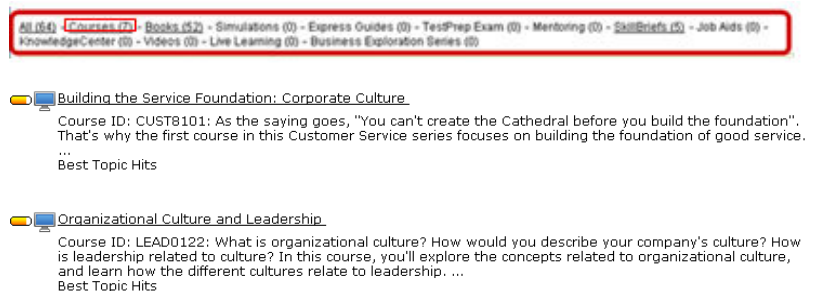 All (64) - Courses (7) - Books (52) - Simulations (0) - Express Guides (0) - TestPrep Exam (0) - Mentoring (0) - SkillBriefs (5) - Job Aids (0) -
KnowledgeCenter (0) - Videos (0) - Live Learning (0) - Business Exploration Series (0)
Building the Service Foundation: Corporate Culture
Course ID: CUST8101: As the saying goes, "You can't create the Cathedral before you build the foundation".
That's why the first course in this Customer Service series focuses on building the foundation of good service.
...
Best Topic Hits
Organizational Culture and Leadership
Course ID: LEAD0122: What is organizational culture? How would you describe your company's culture? How
is leadership related to culture? In this course, you'll explore the concepts related to organizational culture,
and learn how the different cultures relate to leadership. ...
Best Topic Hits